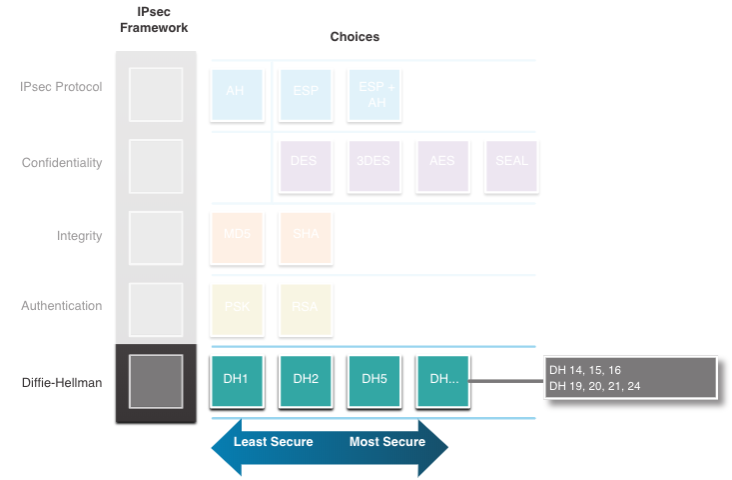 IPsec
Framework
Choices
IPsec Protocol
AH
ESP
ESP +
AH
Confidentiality
DES
3DES
AES
SEAL
Integrity
MD5
SHA
Authentication
PSK
RSA
Diffie-Hellman
DH1
DH2
DH5
DH...
DH 14, 15, 16
DH 19, 20, 21, 24
Least Secure
Most Secure